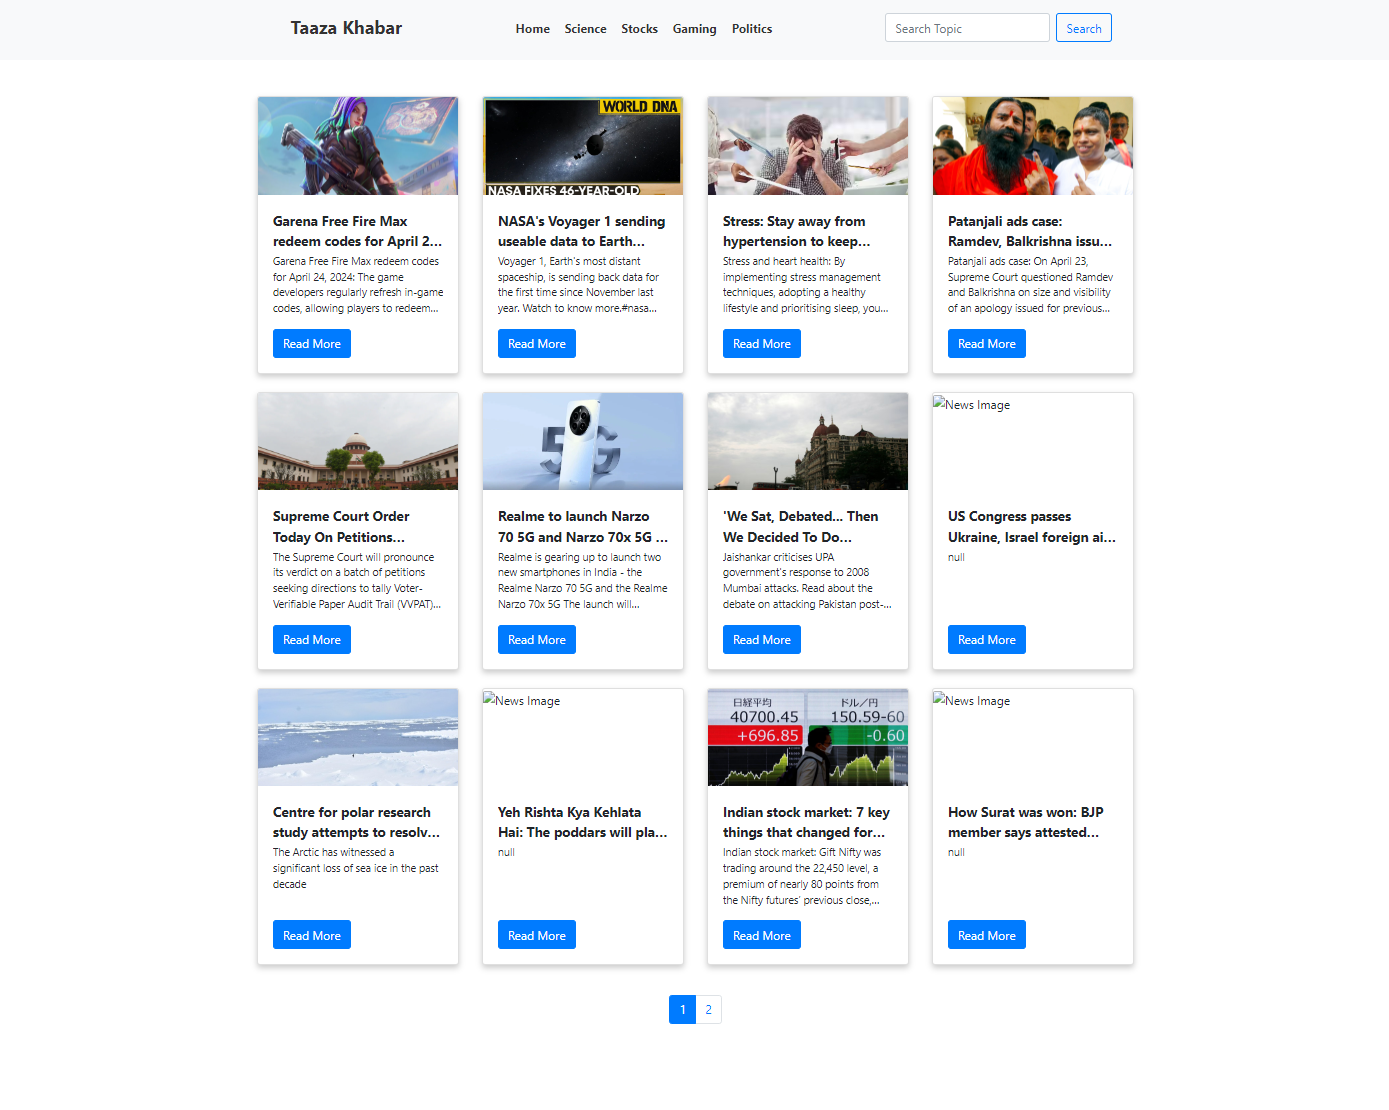 Taaza Khabar
Home Science Stocks Gaming Politics
Search Topic
Search
WORLD DNA
NASA FIXES 46-YEAR-OLD
Garena Free Fire Max
redeem codes for April 2...
Garena Free Fire Max redeem codes
for April 24, 2024: The game
developers regularly refresh in-game
codes, allowing players to redeem...
Read More
NASA's Voyager 1 sending
useable data to Earth...
Voyager 1, Earth's most distant
spaceship, is sending back data for
the first time since November last
year. Watch to know more.#nasa...
Read More
Stress: Stay away from
hypertension to keep...
Stress and heart health: By
implementing stress management
techniques, adopting a healthy
lifestyle and prioritising sleep, you...
Read More
Patanjali ads case:
Ramdev, Balkrishna issu...
Patanjali ads case: On April 23,
Supreme Court questioned Ramdev
and Balkrishna on size and visibility
of an apology issued for previous...
Read More
Supreme Court Order
Today On Petitions...
The Supreme Court will pronounce
its verdict on a batch of petitions
seeking directions to tally Voter-
Verifiable Paper Audit Trail (VVPAT)...
Read More
5G
Realme to launch Narzo
70 5G and Narzo 70x 5G ...
Realme is gearing up to launch two
new smartphones in India - the
Realme Narzo 70 5G and the Realme
Narzo 70x 5G The launch will...
Read More
'We Sat, Debated... Then
We Decided To Do...
Jaishankar criticises UPA
government's response to 2008
Mumbai attacks. Read about the
debate on attacking Pakistan post-...
Read More
News Image
US Congress passes
Ukraine, Israel foreign ai...
null
Read More
Centre for polar research
study attempts to resolv...
The Arctic has witnessed a
significant loss of sea ice in the past
decade
Read More
News Image
Yeh Rishta Kya Kehlata
Hai: The poddars will pla...
null
Read More
日経平均 ドル／円
40700.45 150.59-60
+696.85 -0.60
Indian stock market: 7 key
things that changed for...
Indian stock market: Gift Nifty was
trading around the 22,450 level, a
premium of nearly 80 points from
the Nifty futures' previous close,...
Read More
News Image
How Surat was won: BJP
member says attested...
null
Read More
1 2